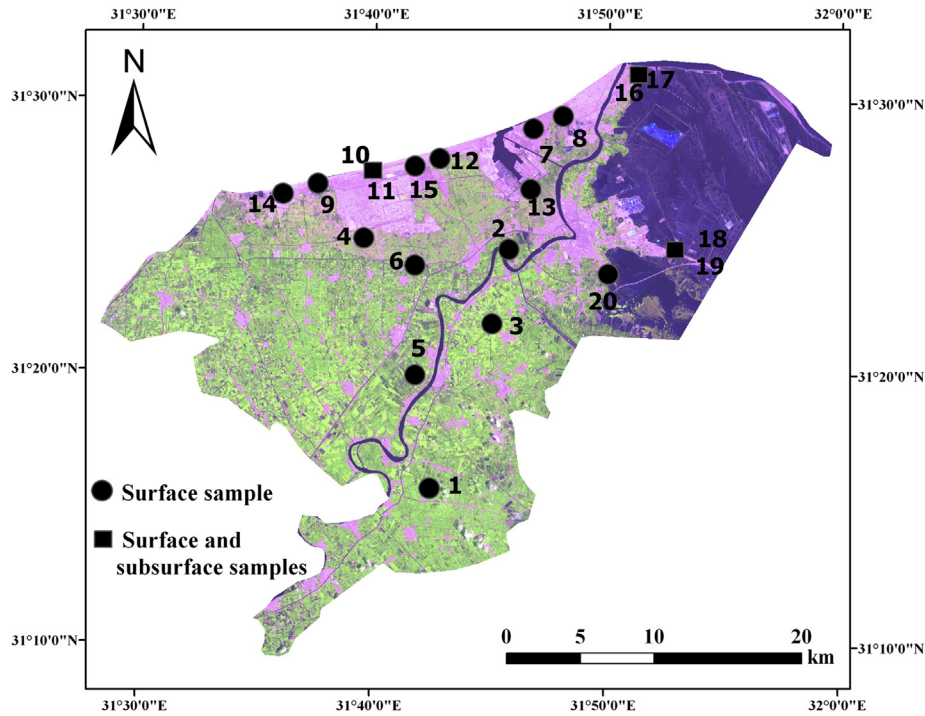 31°30'0"E 31°40'0"E 31°50'0"E 32°0'0"E
N
31°30'0"N
31°30'0"N
16 17
8
7
10
12
11
15
14
9
13
4
2
18
6
19
20
3
5
31°20'0"N
31°20'0"N
1
Surface sample
Surface and
subsurface samples
0 5 10 20
km
31°10'0"N
31°10'0"N
31°30'0"E 31°40'0"E 31°50'0"E 32°0'0"E